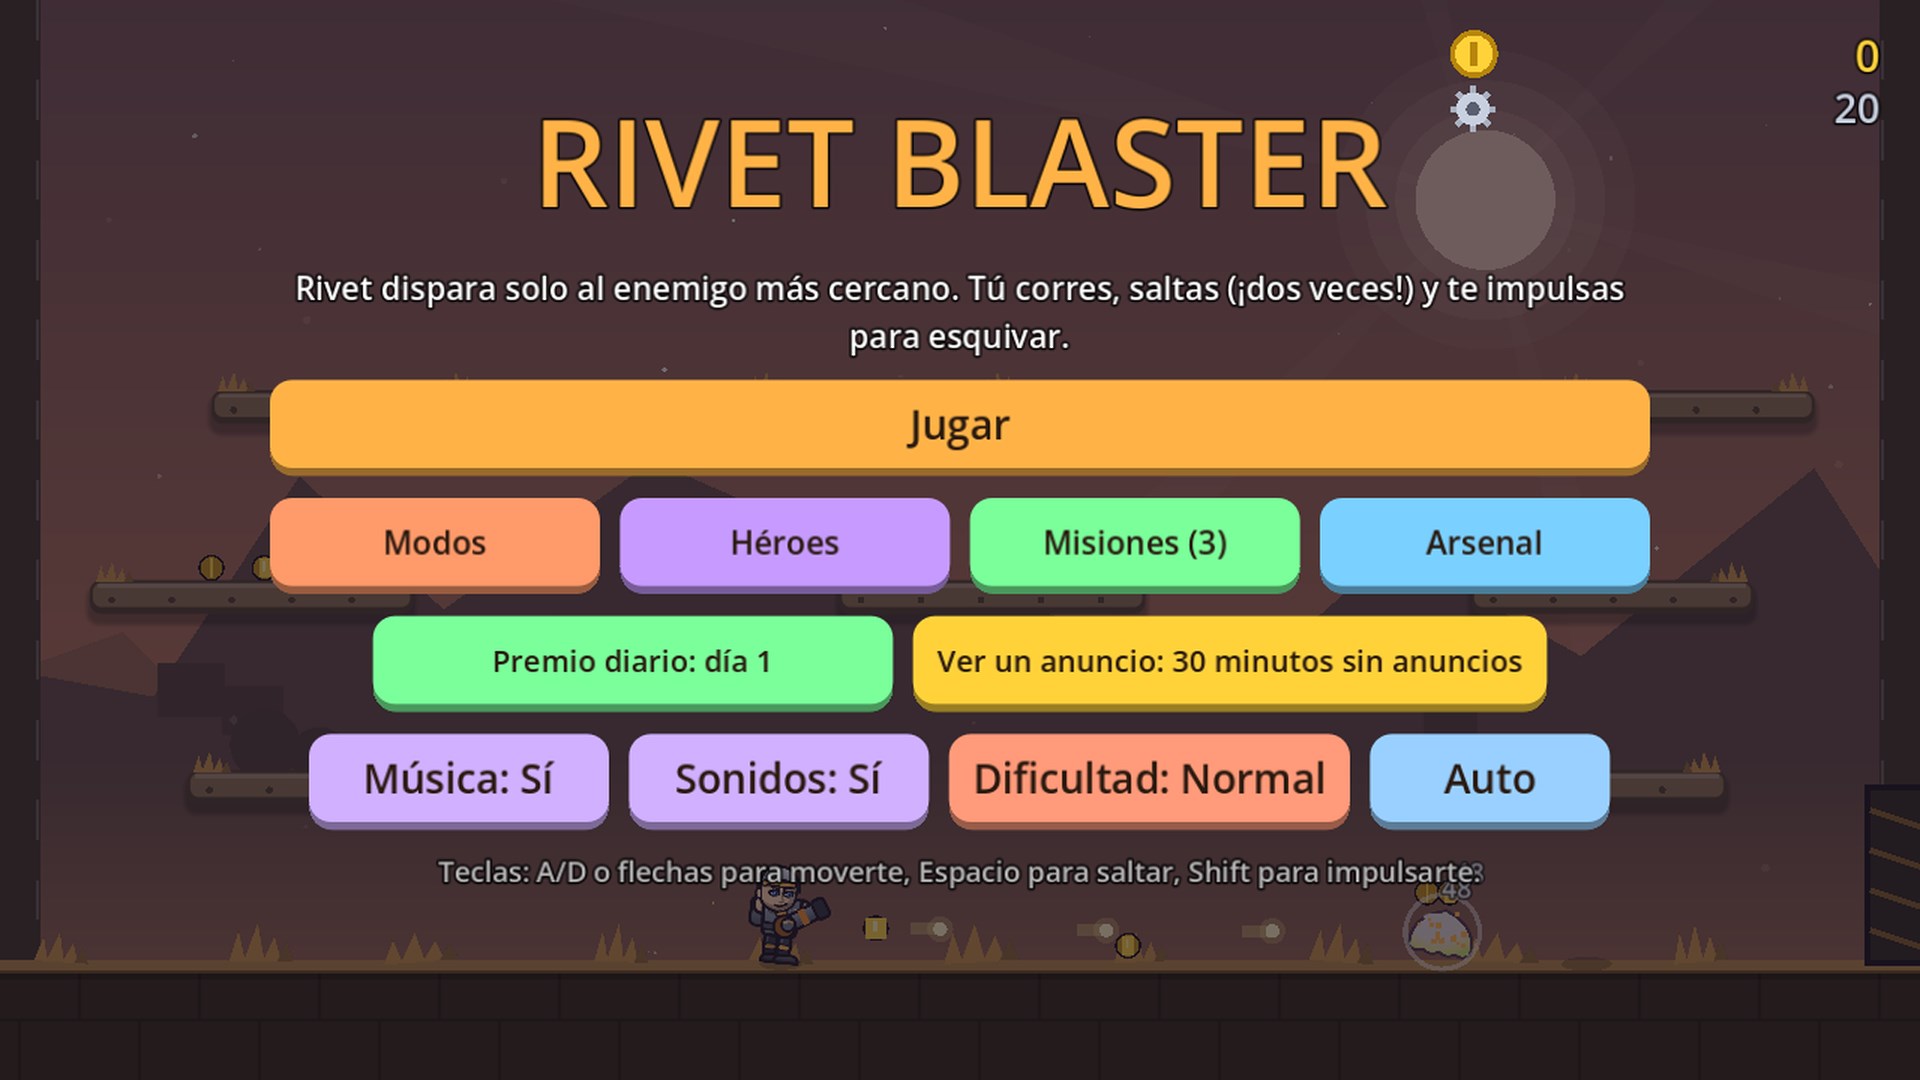 0
20
RIVET BLASTER
Rivet dispara solo al enemigo más cercano. Tú corres, saltas (¡dos veces!) y te impulsas
para esquivar.
Jugar
Modos
Héroes
Misiones (3)
Arsenal
Premio diario: día 1
Ver un anuncio: 30 minutos sin anuncios
Música: Sí
Sonidos: Sí
Dificultad: Normal
Auto
Teclas: A/D o flechas para moverte, Espacio para saltar, Shift para impulsarte.
48